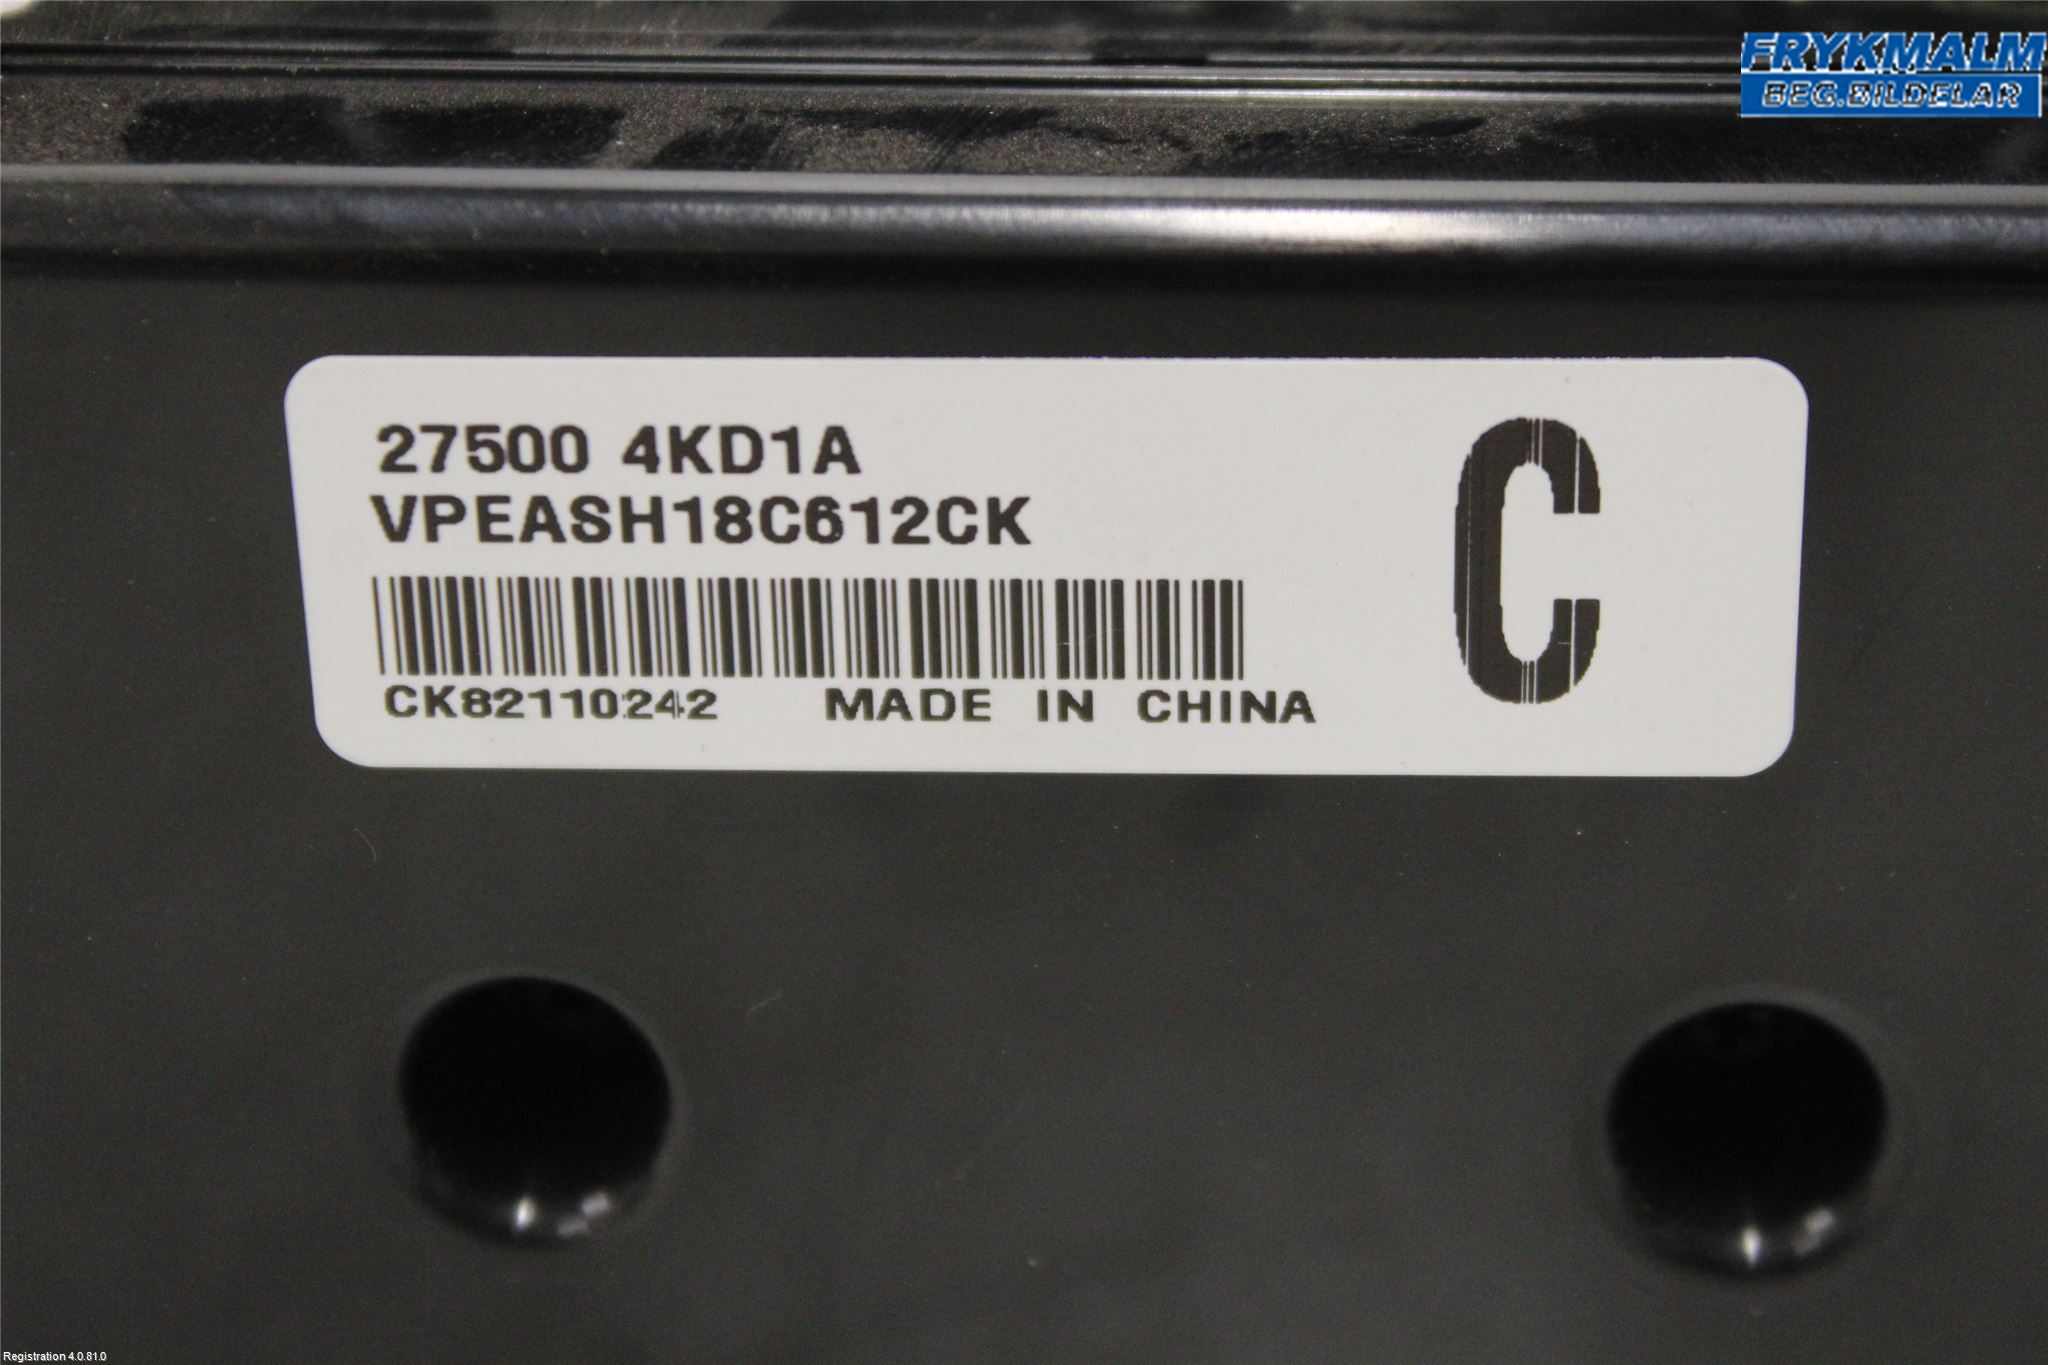 FRYKMALM
BEG.BILDELAR
27500 4KD1A
VPEASH18C612CK
C
CK82110242 MADE IN CHINA
Registration 4.0.81.0